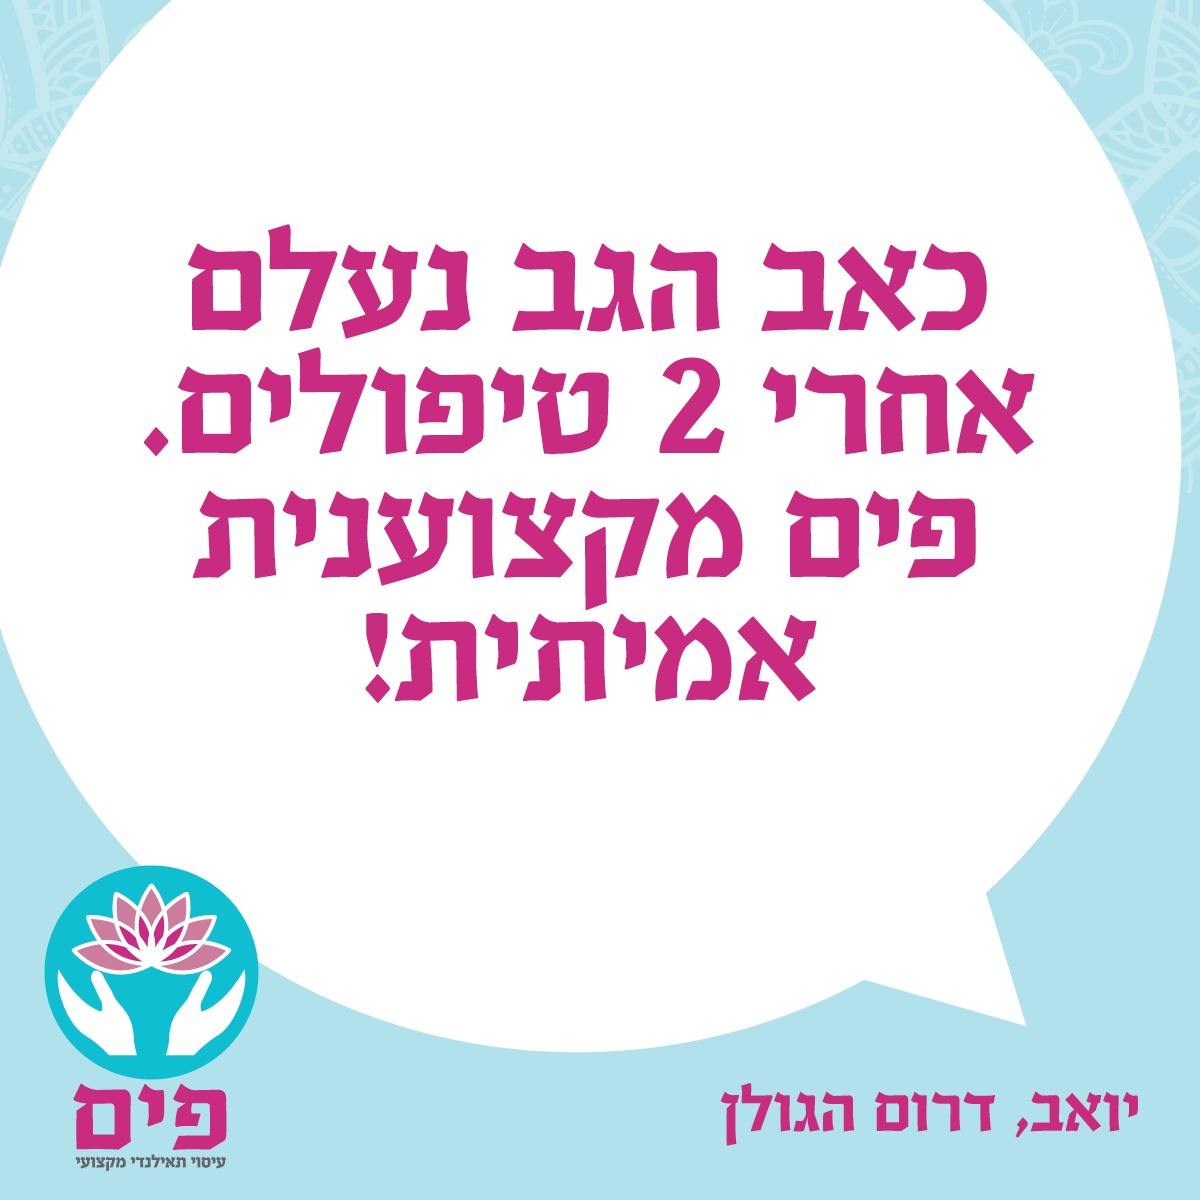 כאב הגב נעלם
אחרי 2 טיפולים.
פים מקצוענית
אמיתית!
יואב, דרום הגולן
פים
עיסוי תאילנדי מקצועי